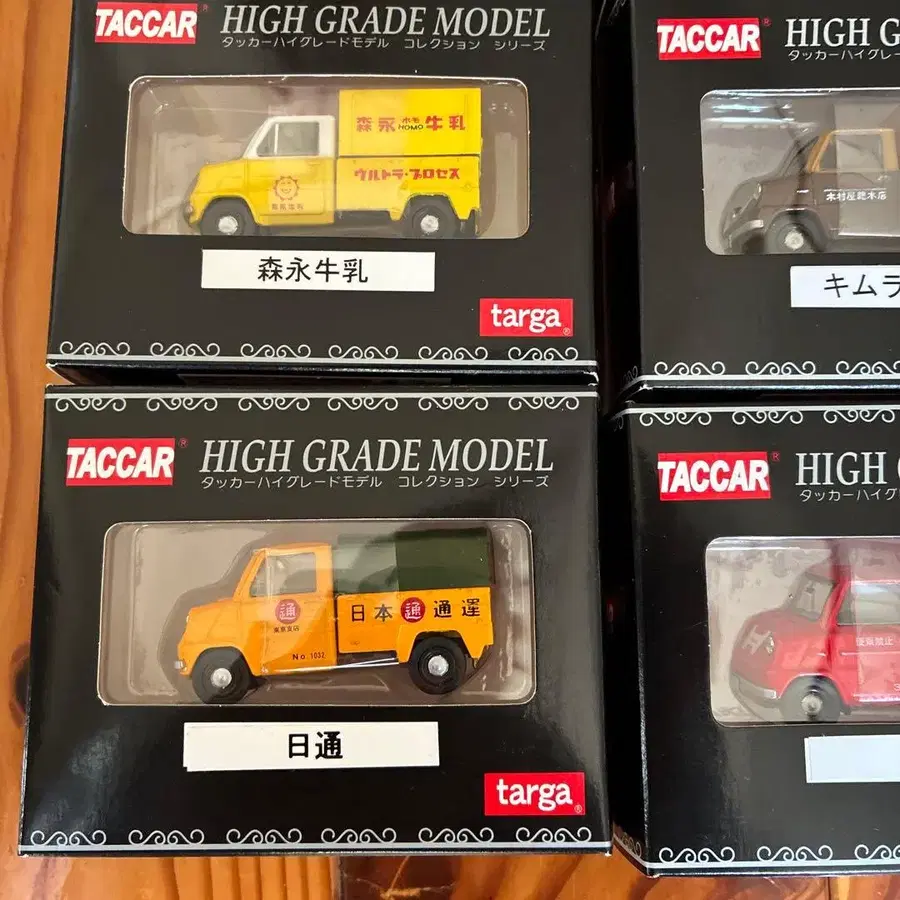 TACCAR®
HIGH GRADE MODEL
タッカーハイグレードモデル コレクション シリーズ
森永 ホモ HOMO 牛乳
ウルトラ・プロセス
森永牛乳
targa®
TACCAR®
HIGH G
タッカーハイグレー
木村屋總本店
キムラ
TACCAR®
HIGH GRADE MODEL
タッカーハイグレードモデル コレクション シリーズ
通
東京支店
No.1032
日本 通 通運
日通
targa®
TACCAR®
HIGH
タッカーハイグ